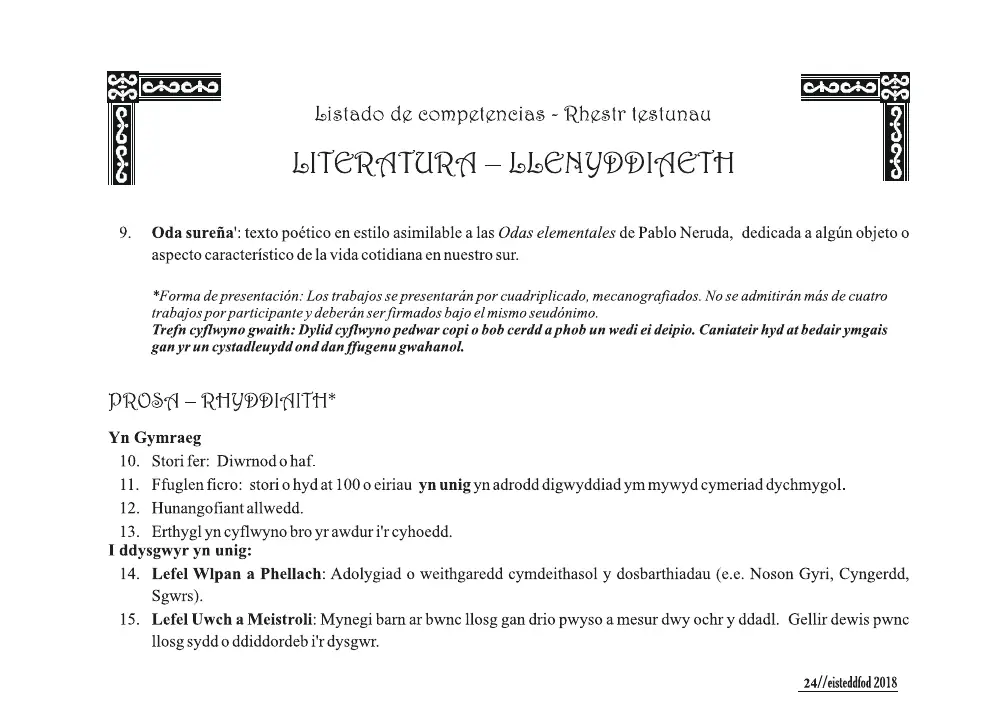 Listado de competencias - Rhestr testunau
LITERATURA – LLENYDDIAETH
9. Oda sureña': texto poético en estilo asimilable a las Odas elementales de Pablo Neruda, dedicada a algún objeto o
aspecto característico de la vida cotidiana en nuestro sur.
*Forma de presentación: Los trabajos se presentarán por cuadriplicado, mecanografiados. No se admitirán más de cuatro
trabajos por participante y deberán ser firmados bajo el mismo seudónimo.
Trefn cyflwyno gwaith: Dylid cyflwyno pedwar copi o bob cerdd a phob un wedi ei deipio. Caniateir hyd at bedair ymgais
gan yr un cystadleuydd ond dan ffugenu gwahanol.
PROSA – RHYDDIAITH*
Yn Gymraeg
10. Stori fer: Diwrnod o haf.
11. Ffuglen ficro: stori o hyd at 100 o eiriau yn unig yn adrodd digwyddiad ym mywyd cymeriad dychmygol.
12. Hunangofiant allwedd.
13. Erthygl yn cyflwyno bro yr awdur i'r cyhoedd.
I ddysgwyr yn unig:
14. Lefel Wlpan a Phellach: Adolygiad o weithgaredd cymdeithasol y dosbarthiadau (e.e. Noson Gyri, Cyngerdd,
Sgwrs).
15. Lefel Uwch a Meistroli: Mynegi barn ar bwnc llosg gan drio pwyso a mesur dwy ochr y ddadl. Gellir dewis pwnc
llosg sydd o ddiddordeb i'r dysgwr.
24//eisteddfod 2018